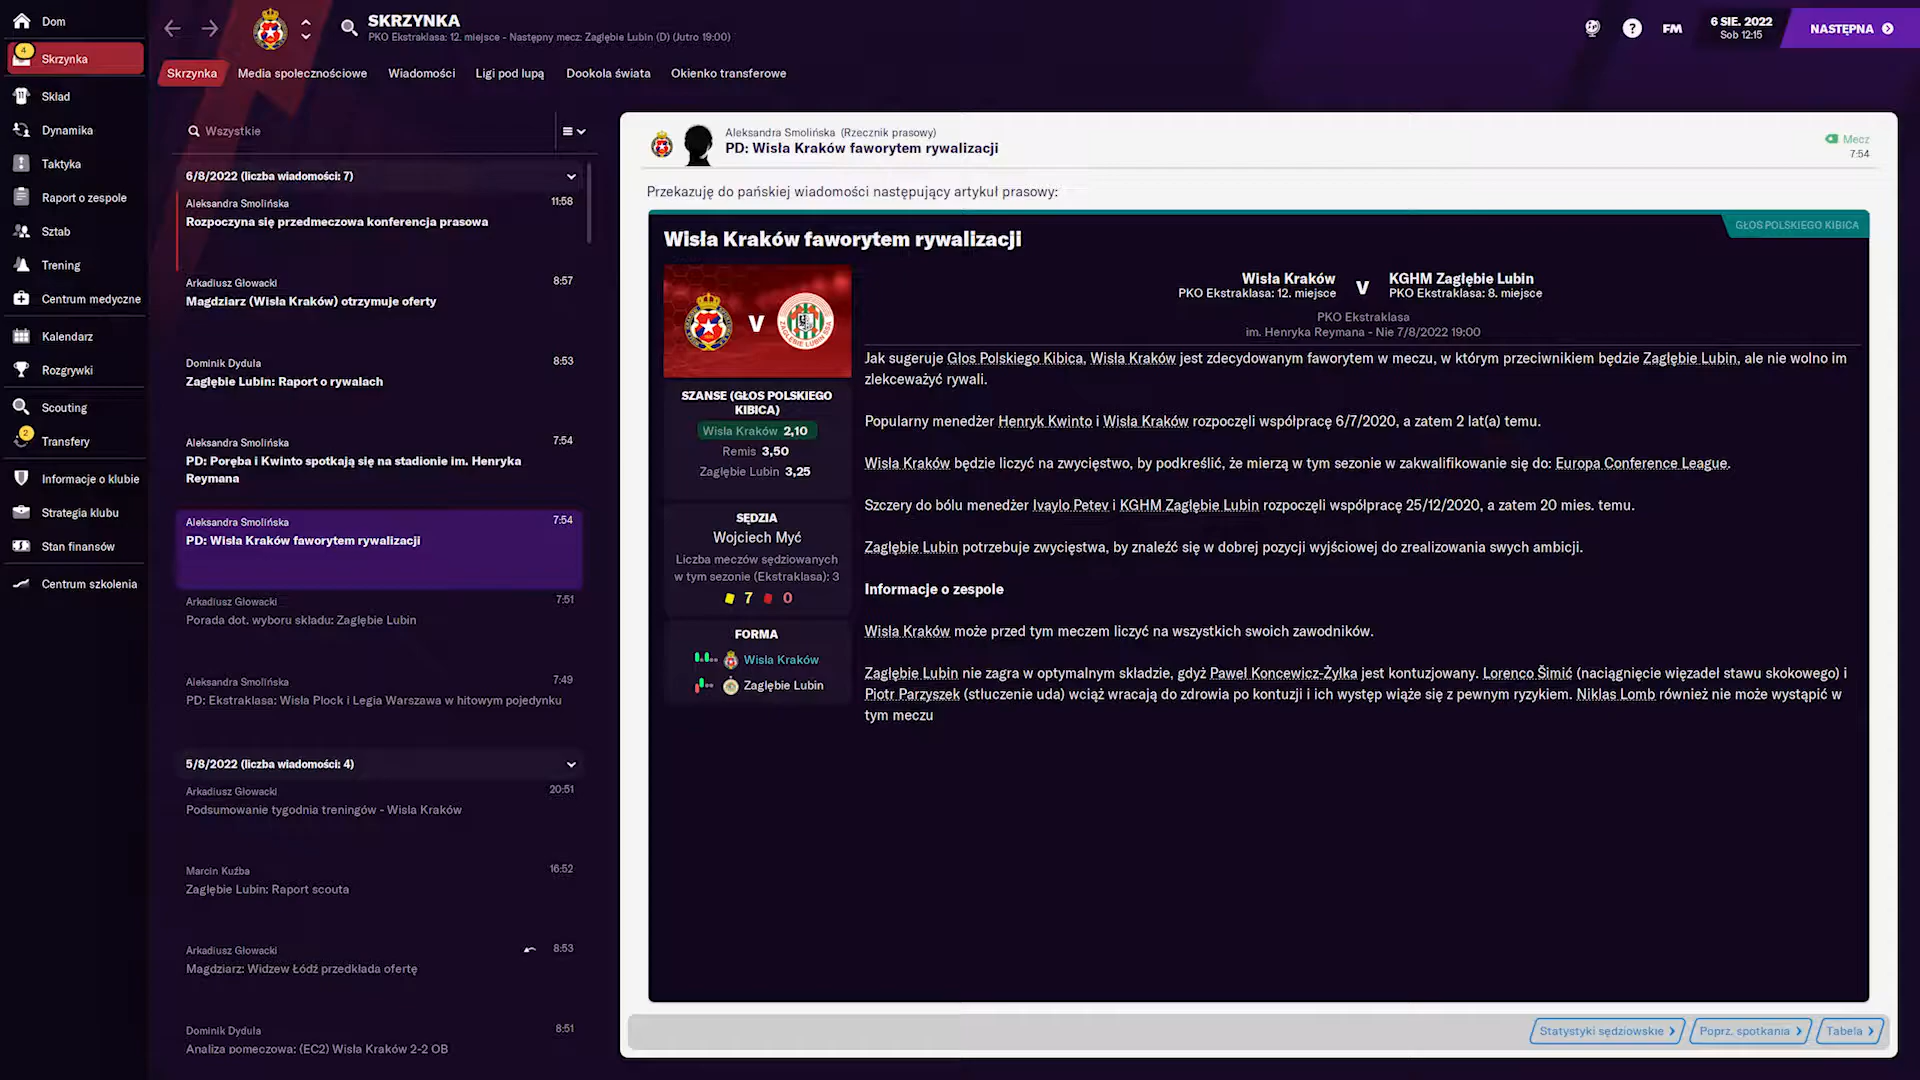 Dom
4
Skrzynka
Skład
Dynamika
Taktyka
Raport o zespole
Sztab
Trening
Centrum medyczne
Kalendarz
Rozgrywki
Scouting
2
Transfery
Informacje o klubie
Strategia klubu
Stan finansów
Centrum szkolenia
SKRZYNKA
PKO Ekstraklasa: 12. miejsce - Następny mecz: Zagłębie Lubin (D) (Jutro 19:00)
?
FM
6 SIE. 2022
Sob 12:15
NASTĘPNA
Skrzynka
Media społecznościowe
Wiadomości
Ligi pod lupą
Dookoła świata
Okienko transferowe
Wszystkie
6/8/2022 (liczba wiadomości: 7)
Aleksandra Smolińska 11:58
Rozpoczyna się przedmeczowa konferencja prasowa
Arkadiusz Głowacki 8:57
Magdziarz (Wisła Kraków) otrzymuje oferty
Dominik Dyduła 8:53
Zagłębie Lubin: Raport o rywalach
Aleksandra Smolińska 7:54
PD: Poręba i Kwinto spotkają się na stadionie im. Henryka
Reymana
Aleksandra Smolińska 7:54
PD: Wisła Kraków faworytem rywalizacji
Arkadiusz Głowacki 7:51
Porada dot. wyboru składu: Zagłębie Lubin
Aleksandra Smolińska 7:49
PD: Ekstraklasa: Wisła Płock i Legia Warszawa w hitowym pojedynku
5/8/2022 (liczba wiadomości: 4)
Arkadiusz Głowacki 20:51
Podsumowanie tygodnia treningów - Wisła Kraków
Marcin Kuźba 16:52
Zagłębie Lubin: Raport scouta
Arkadiusz Głowacki 8:53
Magdziarz: Widzew Łódź przedkłada ofertę
Dominik Dyduła 8:51
Analiza pomeczowa: (EC2) Wisła Kraków 2-2 OB
Aleksandra Smolińska (Rzecznik prasowy)
PD: Wisła Kraków faworytem rywalizacji
Mecz
7:54
Przekazuję do pańskiej wiadomości następujący artykuł prasowy:
GŁOS POLSKIEGO KIBICA
Wisła Kraków faworytem rywalizacji
V
SZANSE (GŁOS POLSKIEGO
KIBICA)
Wisła Kraków 2,10
Remis 3,50
Zagłębie Lubin 3,25
SĘDZIA
Wojciech Myć
Liczba meczów sędziowanych
w tym sezonie (Ekstraklasa): 3
7 0
FORMA
Wisła Kraków
Zagłębie Lubin
Wisła Kraków V KGHM Zagłębie Lubin
PKO Ekstraklasa: 12. miejsce PKO Ekstraklasa: 8. miejsce
PKO Ekstraklasa
im. Henryka Reymana - Nie 7/8/2022 19:00
Jak sugeruje Głos Polskiego Kibica, Wisła Kraków jest zdecydowanym faworytem w meczu, w którym przeciwnikiem będzie Zagłębie Lubin, ale nie wolno im
zlekceważyć rywali.
Popularny menedżer Henryk Kwinto i Wisła Kraków rozpoczęli współpracę 6/7/2020, a zatem 2 lat(a) temu.
Wisła Kraków będzie liczyć na zwycięstwo, by podkreślić, że mierzą w tym sezonie w zakwalifikowanie się do: Europa Conference League.
Szczery do bólu menedżer Ivaylo Petev i KGHM Zagłębie Lubin rozpoczęli współpracę 25/12/2020, a zatem 20 mies. temu.
Zagłębie Lubin potrzebuje zwycięstwa, by znaleźć się w dobrej pozycji wyjściowej do zrealizowania swych ambicji.
Informacje o zespole
Wisła Kraków może przed tym meczem liczyć na wszystkich swoich zawodników.
Zagłębie Lubin nie zagra w optymalnym składzie, gdyż Paweł Koncewicz-Żyłka jest kontuzjowany. Lorenco Šimić (naciągnięcie więzadeł stawu skokowego) i
Piotr Parzyszek (stłuczenie uda) wciąż wracają do zdrowia po kontuzji i ich występ wiąże się z pewnym ryzykiem. Niklas Lomb również nie może wystąpić w
tym meczu
Statystyki sędziowskie
Poprz. spotkania
Tabela